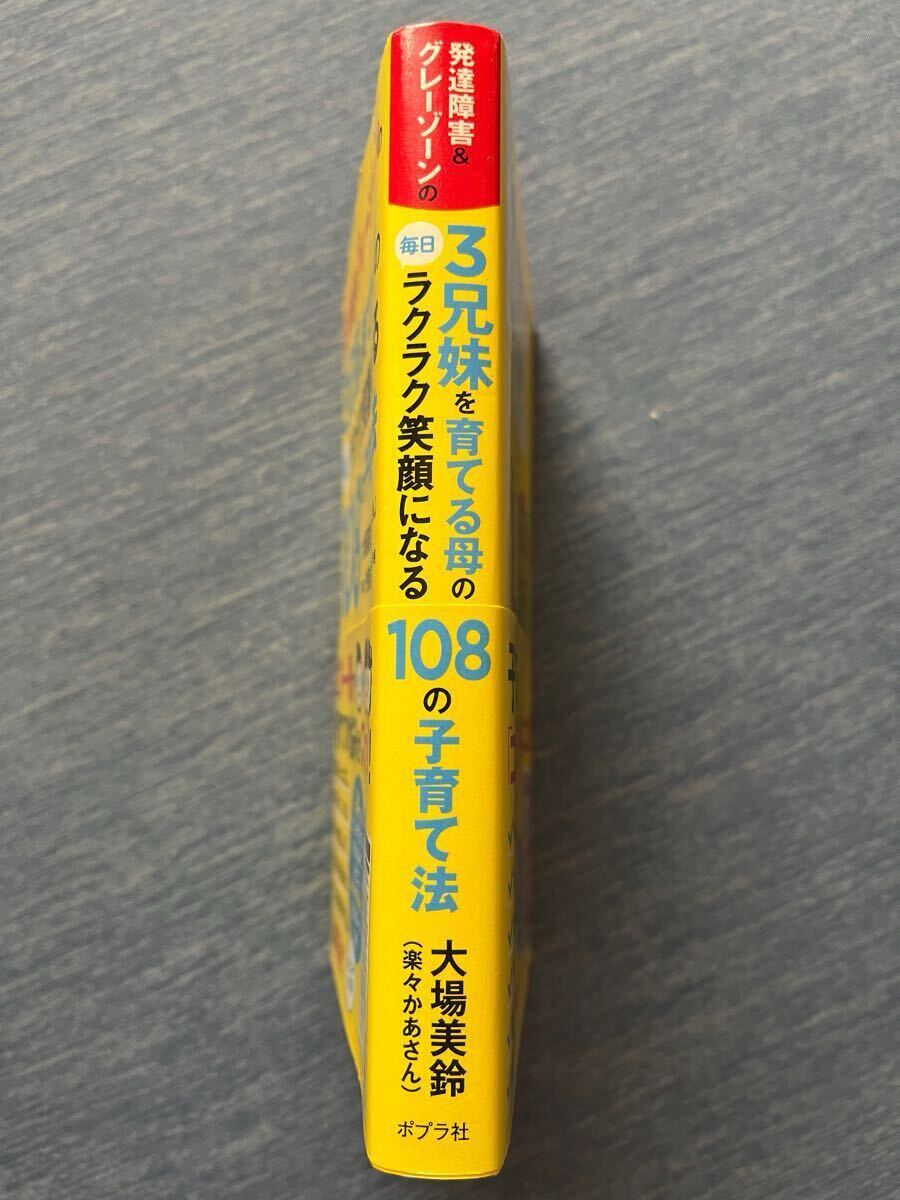 発達障害&
グレーゾーンの
3兄妹を育てる母の
毎日
ラクラク笑顔になる
108の子育て法
大場美鈴
（楽々かあさん）
ポプラ社